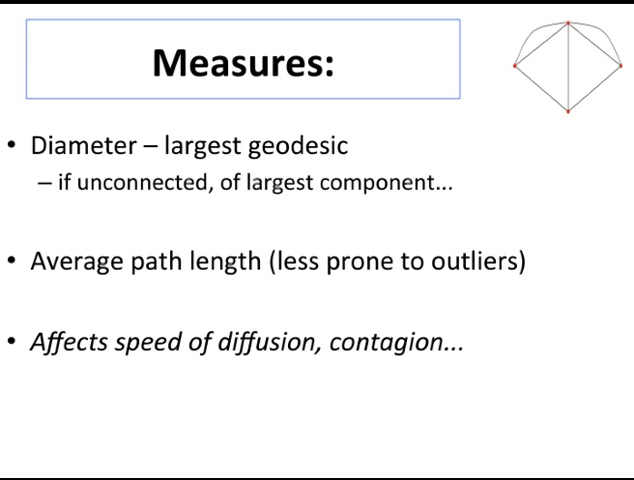 Measures:
• Diameter – largest geodesic
– if unconnected, of largest component...
• Average path length (less prone to outliers)
• Affects speed of diffusion, contagion...